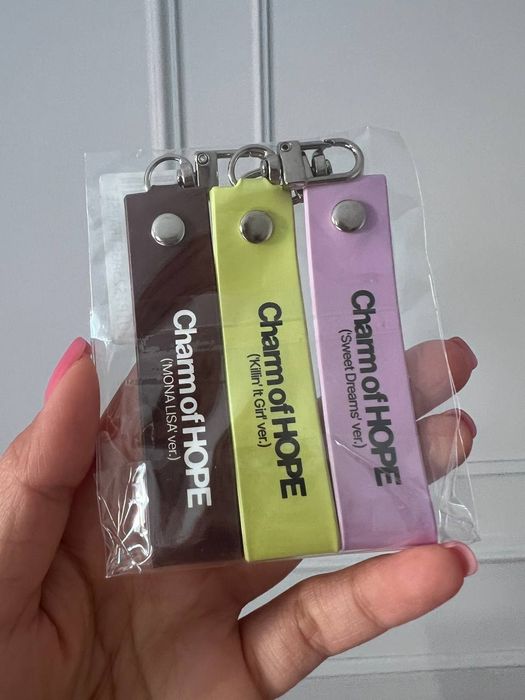 Charm of HOPE
('MONA LISA' ver.)
Charm of HOPE
('Killin' It Girl' ver.)
Charm of HOPE
('Sweet Dreams' ver.)